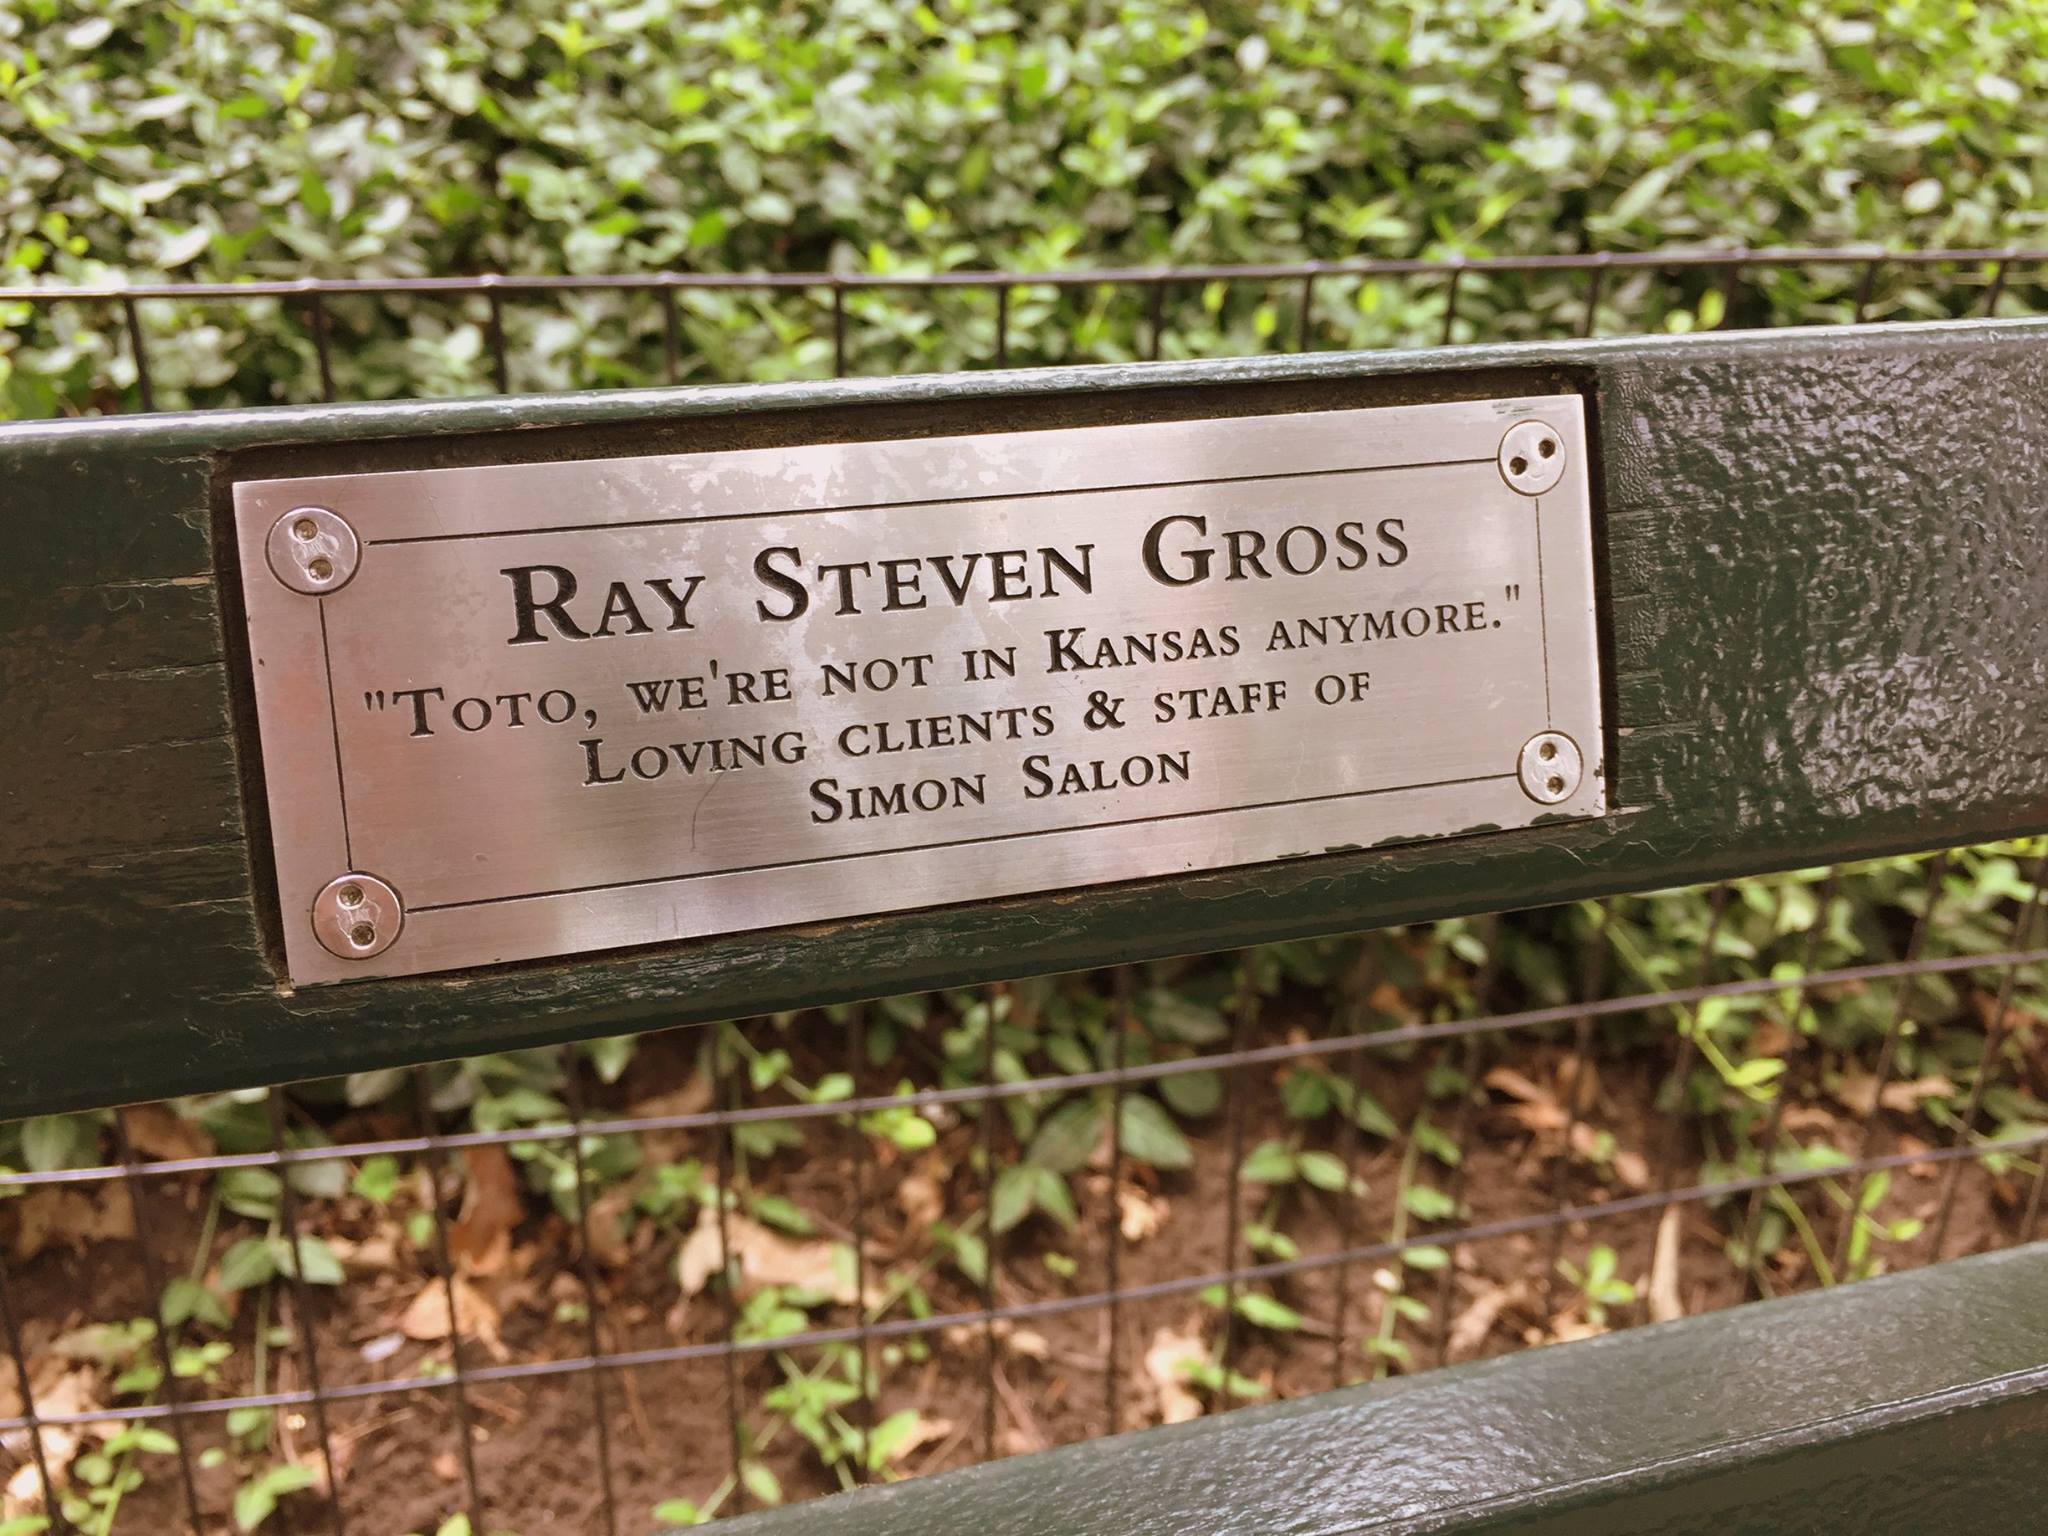 Ray Steven Gross
"Toto, we're not in Kansas anymore."
Loving clients & staff of
Simon Salon